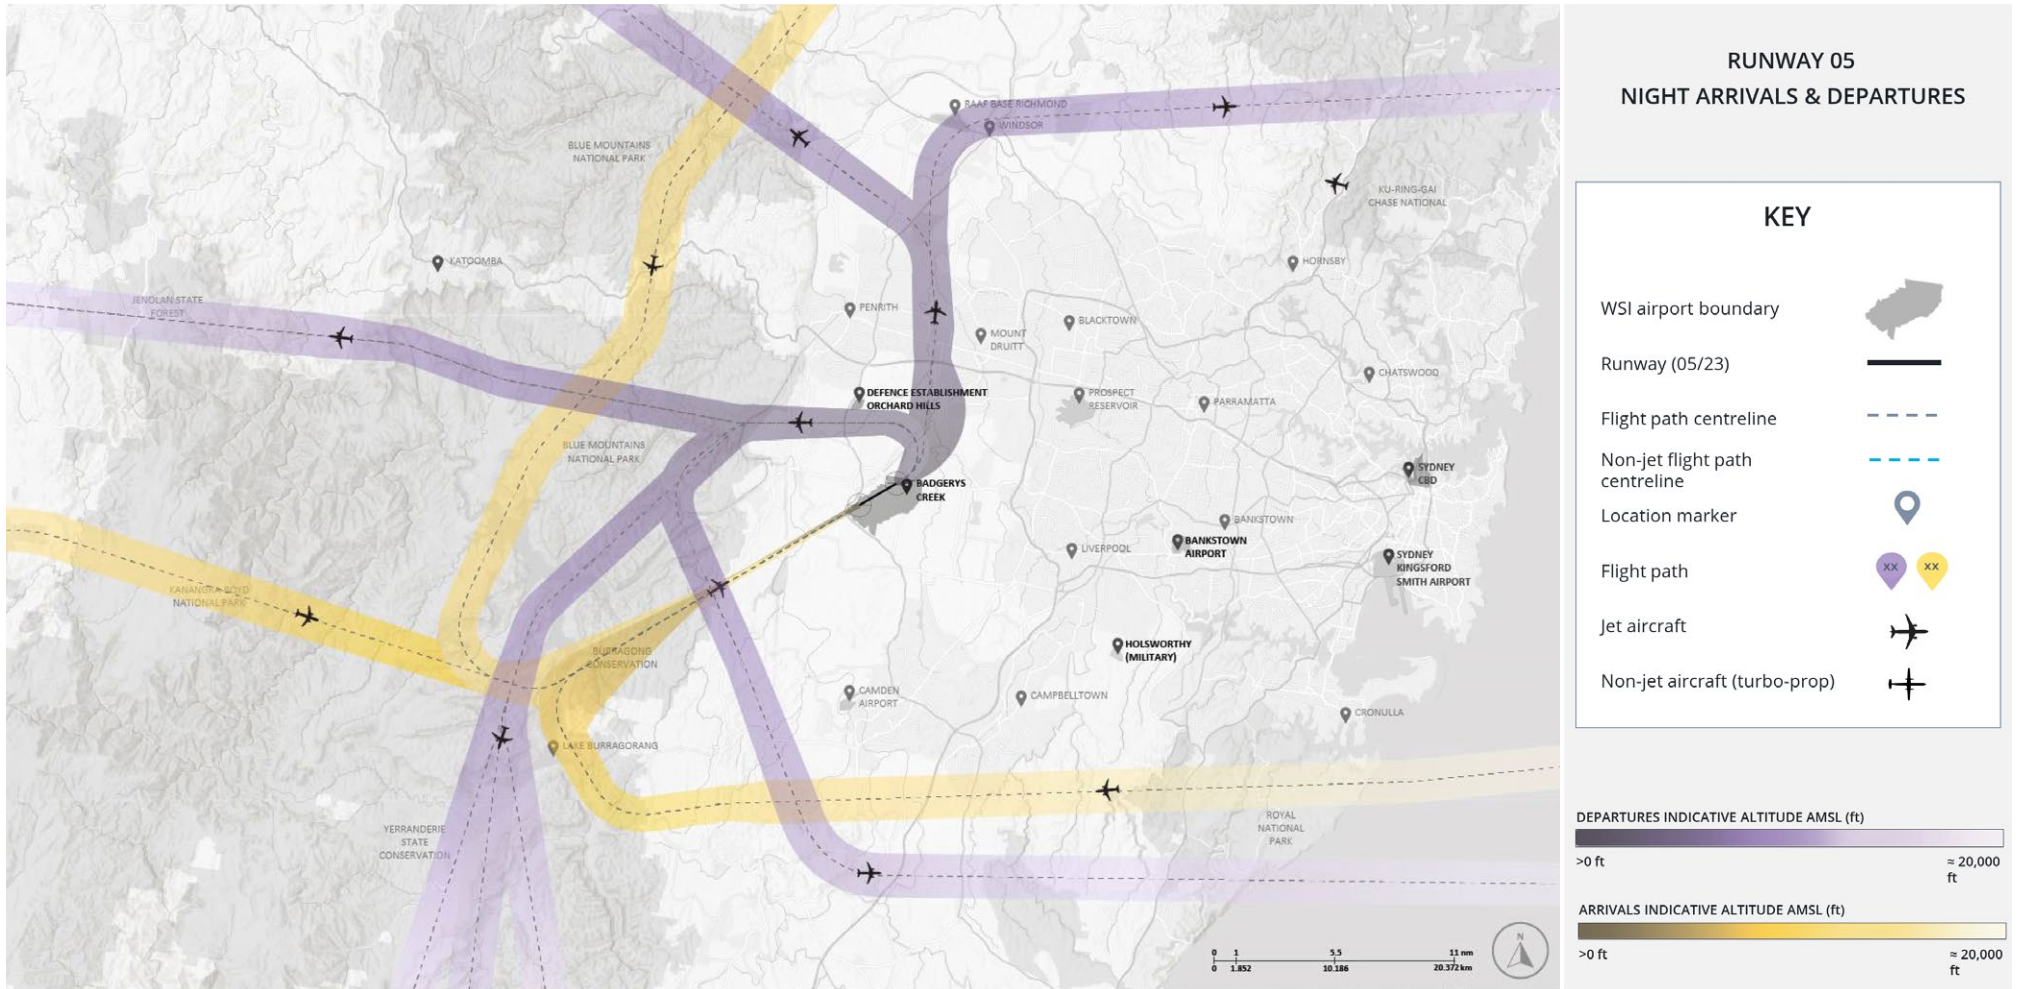 RUNWAY 05
NIGHT ARRIVALS & DEPARTURES
KEY
WSI airport boundary
Runway (05/23)
Flight path centreline
Non-jet flight path
centreline
Location marker
Flight path
XX XX
Jet aircraft
Non-jet aircraft (turbo-prop)
DEPARTURES INDICATIVE ALTITUDE AMSL (ft)
>0 ft
≈ 20,000
ft
ARRIVALS INDICATIVE ALTITUDE AMSL (ft)
>0 ft
≈ 20,000
ft
RAAF BASE RICHMOND
WINDSOR
BLUE MOUNTAINS
NATIONAL PARK
KU-RING-GAI
CHASE NATIONAL
KATOOMBA
HORNSBY
JENOLAN STATE
FOREST
PENRITH
BLACKTOWN
MOUNT
DRUITT
CHATSWOOD
DEFENCE ESTABLISHMENT
ORCHARD HILLS
PROSPECT
RESERVOIR
PARRAMATTA
BLUE MOUNTAINS
NATIONAL PARK
SYDNEY
CBD
BADGERYS
CREEK
BANKSTOWN
BANKSTOWN
AIRPORT
LIVERPOOL
SYDNEY
KINGSFORD
SMITH AIRPORT
KANANGRA-BOYD
NATIONAL PARK
BURRAGONG
CONSERVATION
HOLSWORTHY
(MILITARY)
CAMDEN
AIRPORT
CAMPBELLTOWN
CRONULLA
LAKE BURRAGORANG
YERRANDERIE
STATE
CONSERVATION
ROYAL
NATIONAL
PARK
0 1 5.5 11 nm
0 1.852 10.186 20.372km
N